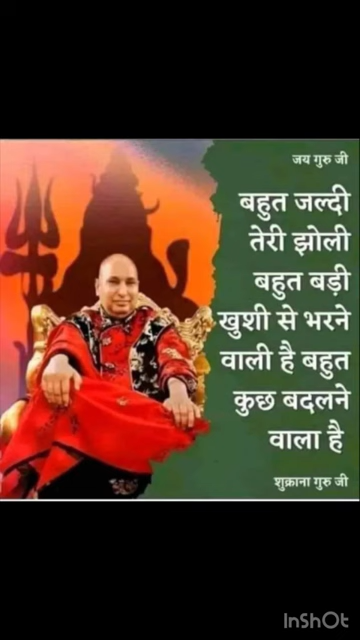 जय गुरु जी
बहुत जल्दी
तेरी झोली
बहुत बड़ी
खुशी से भरने
वाली है बहुत
कुछ बदलने
वाला है
शुक्राना गुरु जी
InShOt